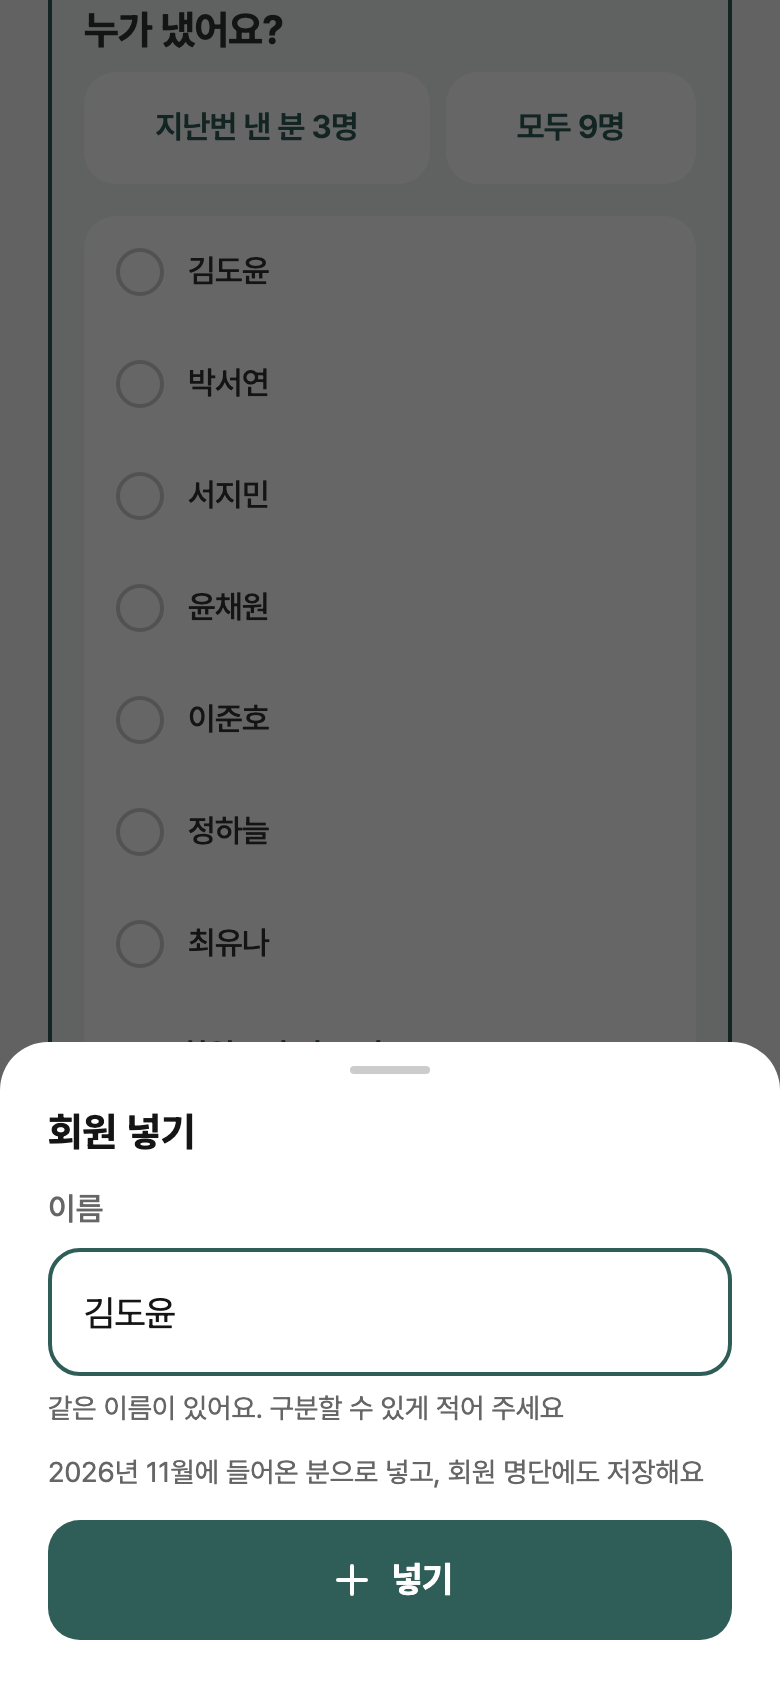 누가 냈어요?
지난번 낸 분 3명
모두 9명
김도윤
박서연
서지민
윤채원
이준호
정하늘
최유나
회원 넣기
이름
김도윤
같은 이름이 있어요. 구분할 수 있게 적어 주세요
2026년 11월에 들어온 분으로 넣고, 회원 명단에도 저장해요
+ 넣기